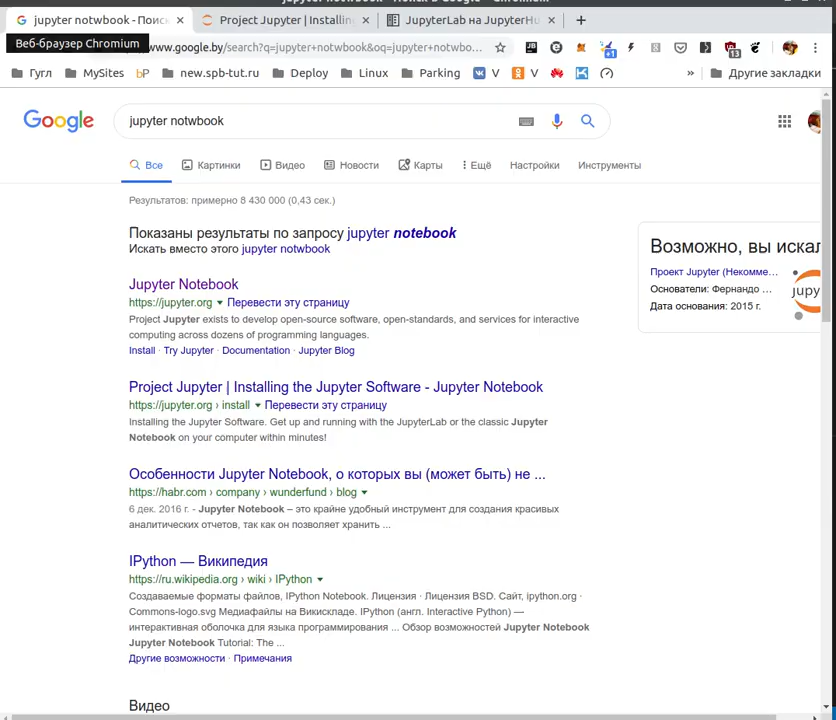 jupyter notwbook - Поис
Project Jupyter | Installin
JupyterLab на JupyterHu
Веб-браузер Chromium
www.google.by/search?q=jupyter+notwbook&oq=jupyter+notwbo...
+1
13
Гугл
MySites
bP
new.spb-tut.ru
Deploy
Linux
Parking
V
V
»
Другие закладки
Google
jupyter notwbook
Все
Картинки
Видео
Новости
Карты
Ещё
Настройки
Инструменты
Результатов: примерно 8 430 000 (0,43 сек.)
Показаны результаты по запросу jupyter notebook
Искать вместо этого jupyter notwbook
Jupyter Notebook
https://jupyter.org ▾ Перевести эту страницу
Project Jupyter exists to develop open-source software, open-standards, and services for interactive
computing across dozens of programming languages.
Install · Try Jupyter · Documentation · Jupyter Blog
Project Jupyter | Installing the Jupyter Software - Jupyter Notebook
https://jupyter.org › install ▾ Перевести эту страницу
Installing the Jupyter Software. Get up and running with the JupyterLab or the classic Jupyter
Notebook on your computer within minutes!
Особенности Jupyter Notebook, о которых вы (может быть) не ...
https://habr.com › company › wunderfund › blog ▾
6 дек. 2016 г. - Jupyter Notebook – это крайне удобный инструмент для создания красивых
аналитических отчетов, так как он позволяет хранить ...
IPython — Википедия
https://ru.wikipedia.org › wiki › IPython ▾
Создаваемые форматы файлов, IPython Notebook. Лицензия · Лицензия BSD. Сайт, ipython.org ·
Commons-logo.svg Медиафайлы на Викискладе. IPython (англ. Interactive Python) —
интерактивная оболочка для языка программирования ... Обзор возможностей Jupyter Notebook
Jupyter Notebook Tutorial: The ...
Другие возможности · Примечания
Видео
Возможно, вы искал
Проект Jupyter (Некомме...
Основатели: Фернандо ...
Дата основания: 2015 г.
jupy